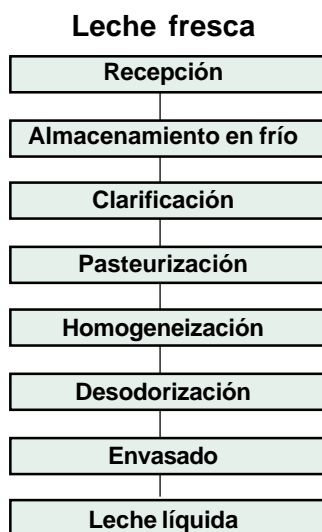 Leche fresca
Recepción
Almacenamiento en frío
Clarificación
Pasteurización
Homogeneización
Desodorización
Envasado
Leche líquida